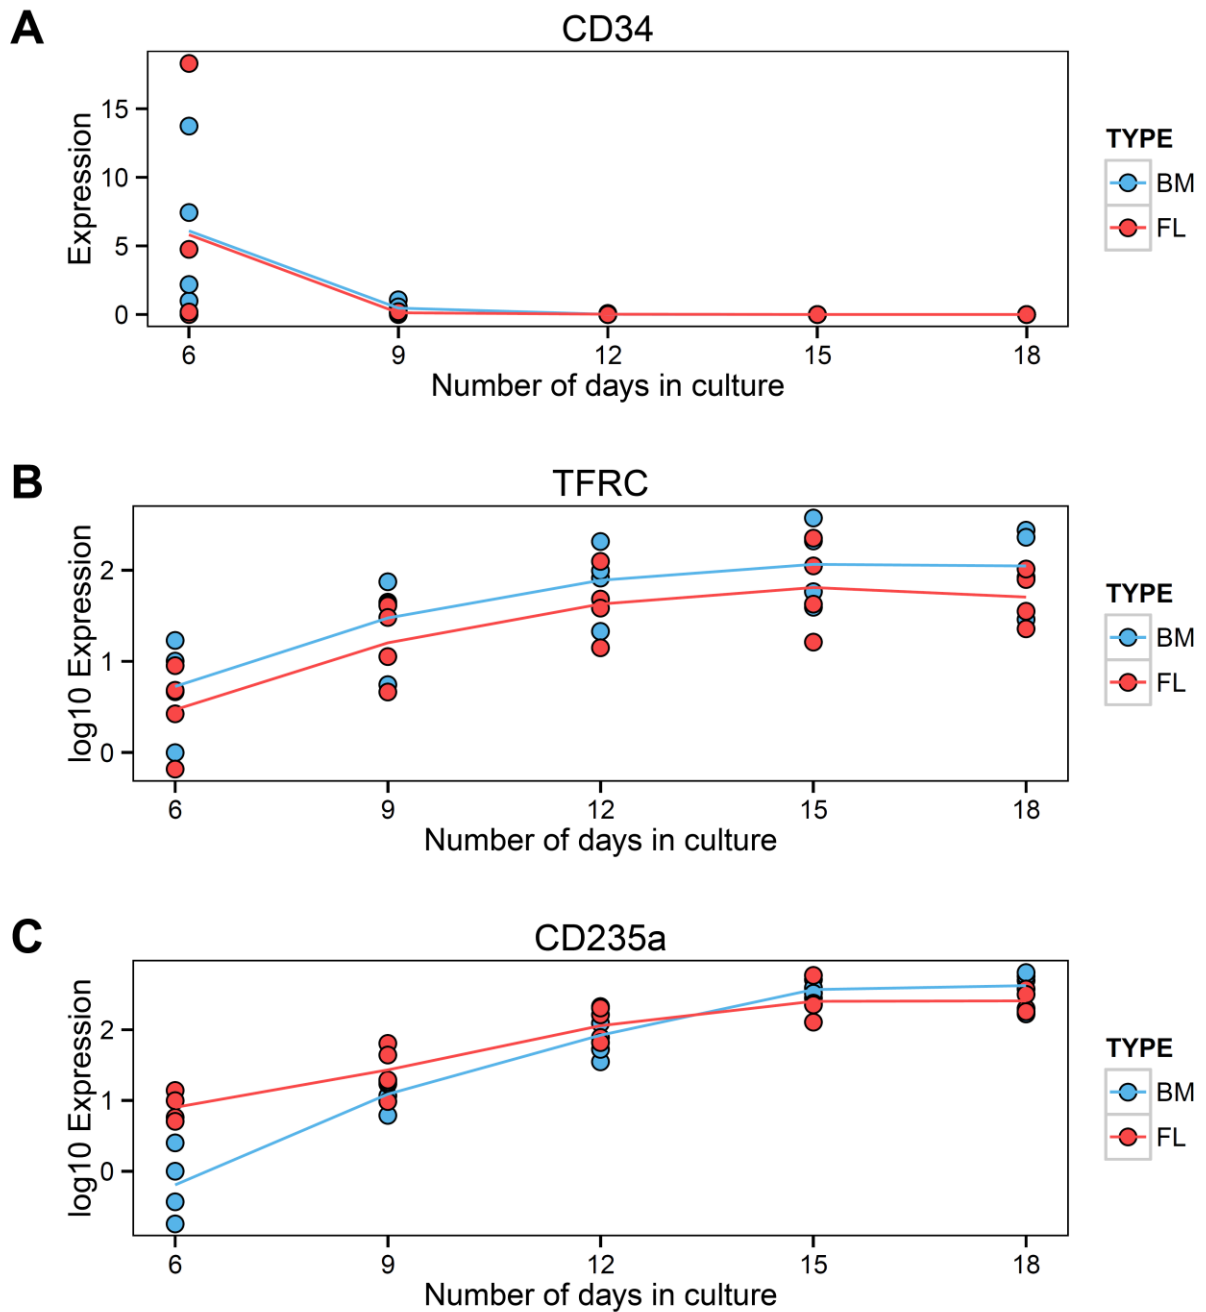 A
CD34
Expression
15
10
5
0
6 9 12 15 18
Number of days in culture
TYPE
BM
FL
B
TFRC
log10 Expression
2
1
0
6 9 12 15 18
Number of days in culture
TYPE
BM
FL
C
CD235a
log10 Expression
2
1
0
6 9 12 15 18
Number of days in culture
TYPE
BM
FL